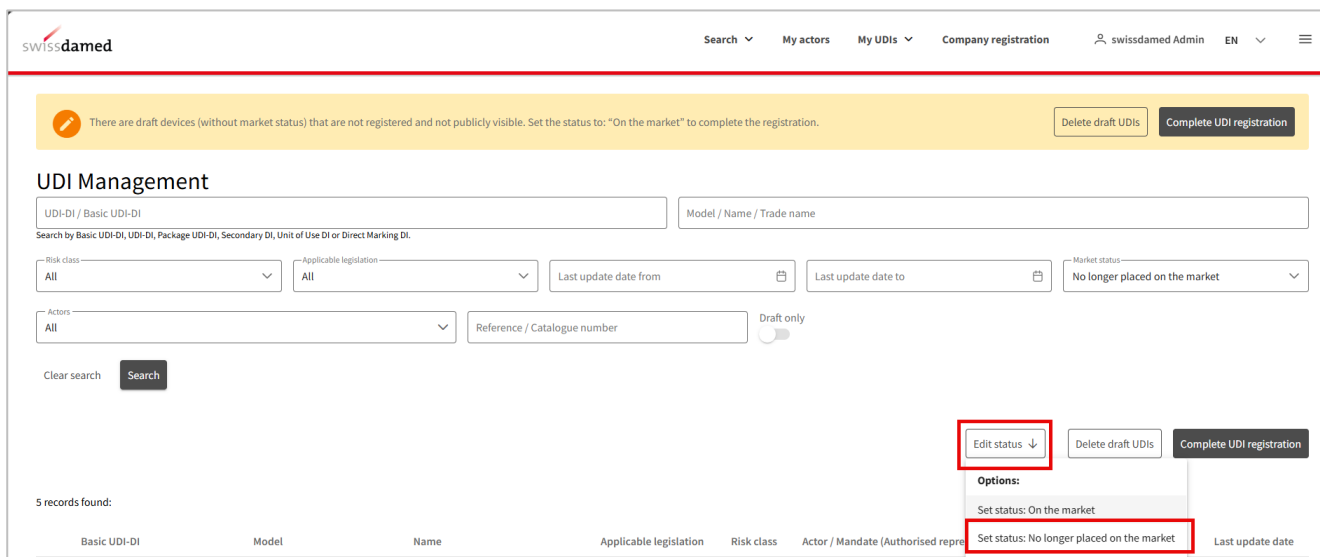 swissdamed
Search My actors My UDIs Company registration swissdamed Admin EN
There are draft devices (without market status) that are not registered and not publicly visible. Set the status to: “On the market” to complete the registration.
Delete draft UDIs Complete UDI registration
UDI Management
UDI-DI / Basic UDI-DI Model / Name / Trade name
Search by Basic UDI-DI, UDI-DI, Package UDI-DI, Secondary DI, Unit of Use DI or Direct Marking DI.
Risk class Applicable legislation Market status
All All Last update date from Last update date to No longer placed on the market
Actors Draft only
All Reference / Catalogue number
Clear search Search
Edit status Delete draft UDIs Complete UDI registration
Options:
5 records found:
Set status: On the market
Set status: No longer placed on the market
Basic UDI-DI Model Name Applicable legislation Risk class Actor / Mandate (Authorised repre Last update date